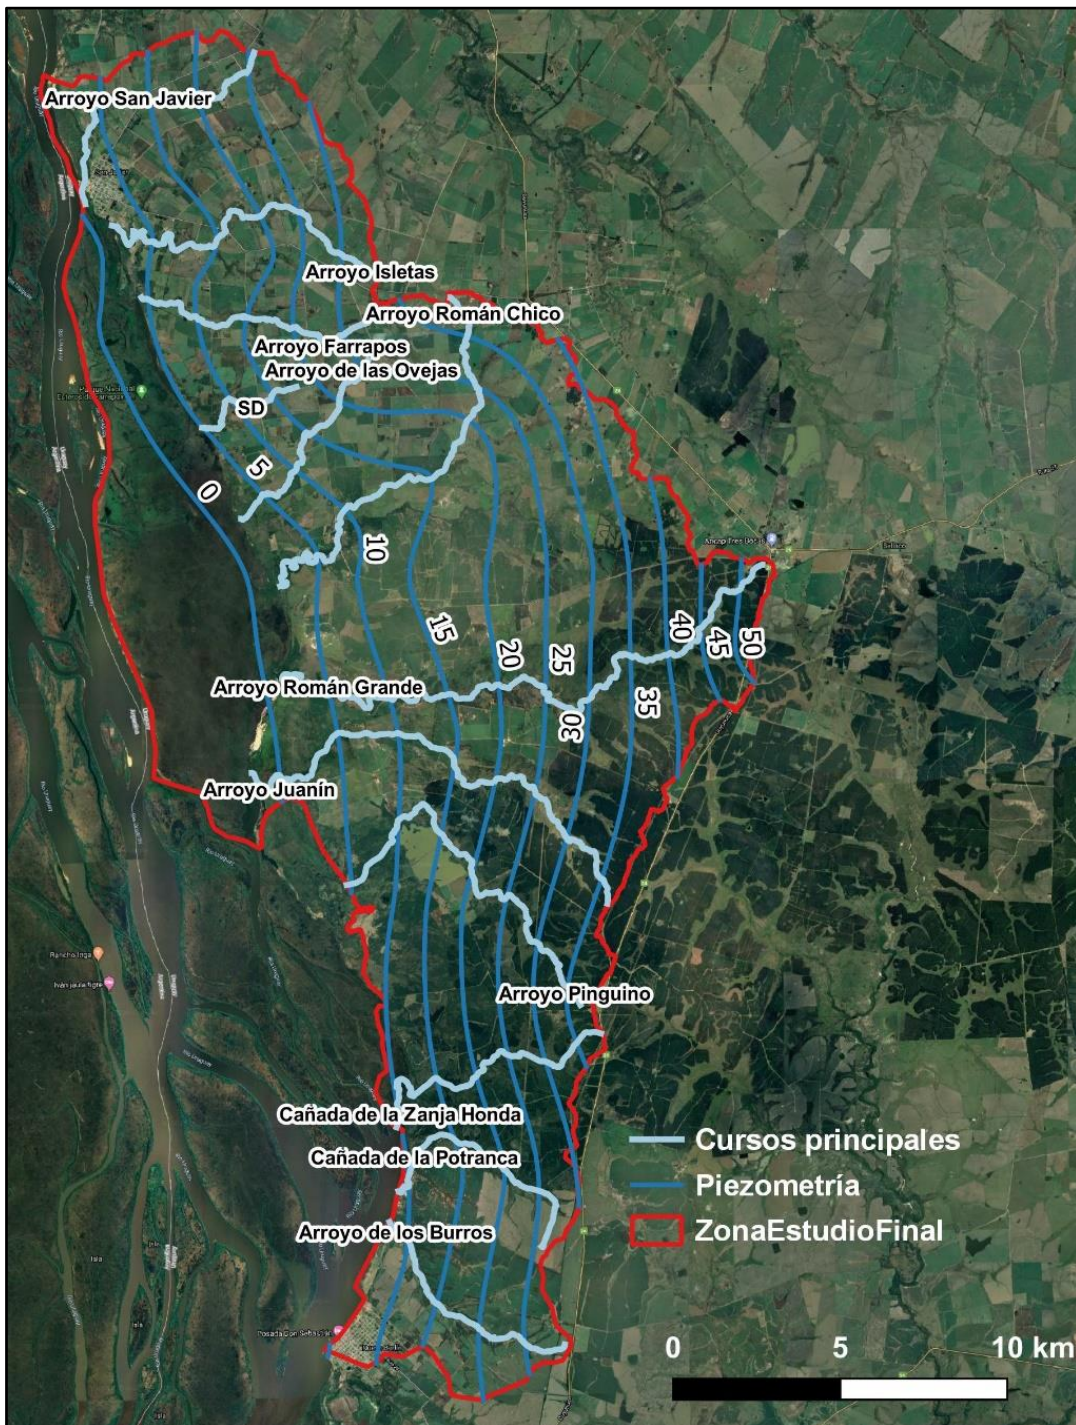 Arroyo San Javier
Arroyo Isletas
Arroyo Román Chico
Arroyo Farrapos
Arroyo de las Ovejas
SD
5
0
10
15
20
25
30
35
40
45
50
Arroyo Román Grande
Arroyo Juanín
Arroyo Pinguino
Cañada de la Zanja Honda
Cañada de la Potranca
Arroyo de los Burros
Cursos principales
Piezometría
ZonaEstudioFinal
0 5 10 km